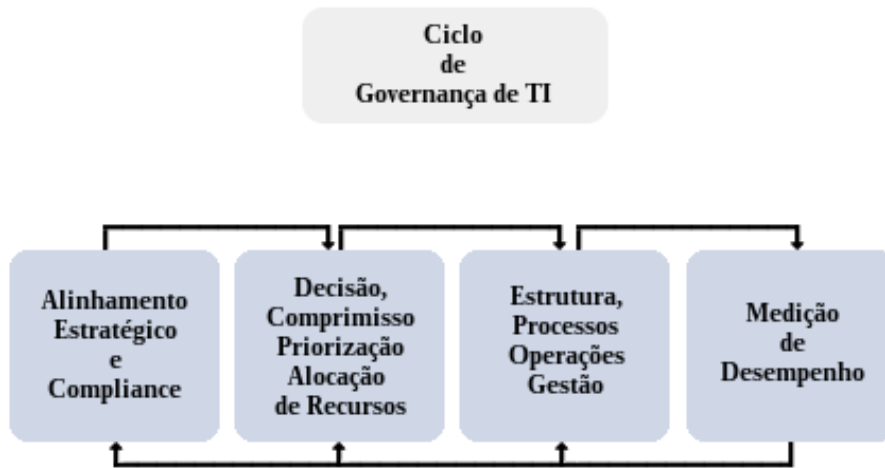 Ciclo
de
Governança de TI
Alinhamento
Estratégico
e
Compliance
Decisão,
Comprimisso
Priorização
Alocação
de Recursos
Estrutura,
Processos
Operações
Gestão
Medição
de
Desempenho